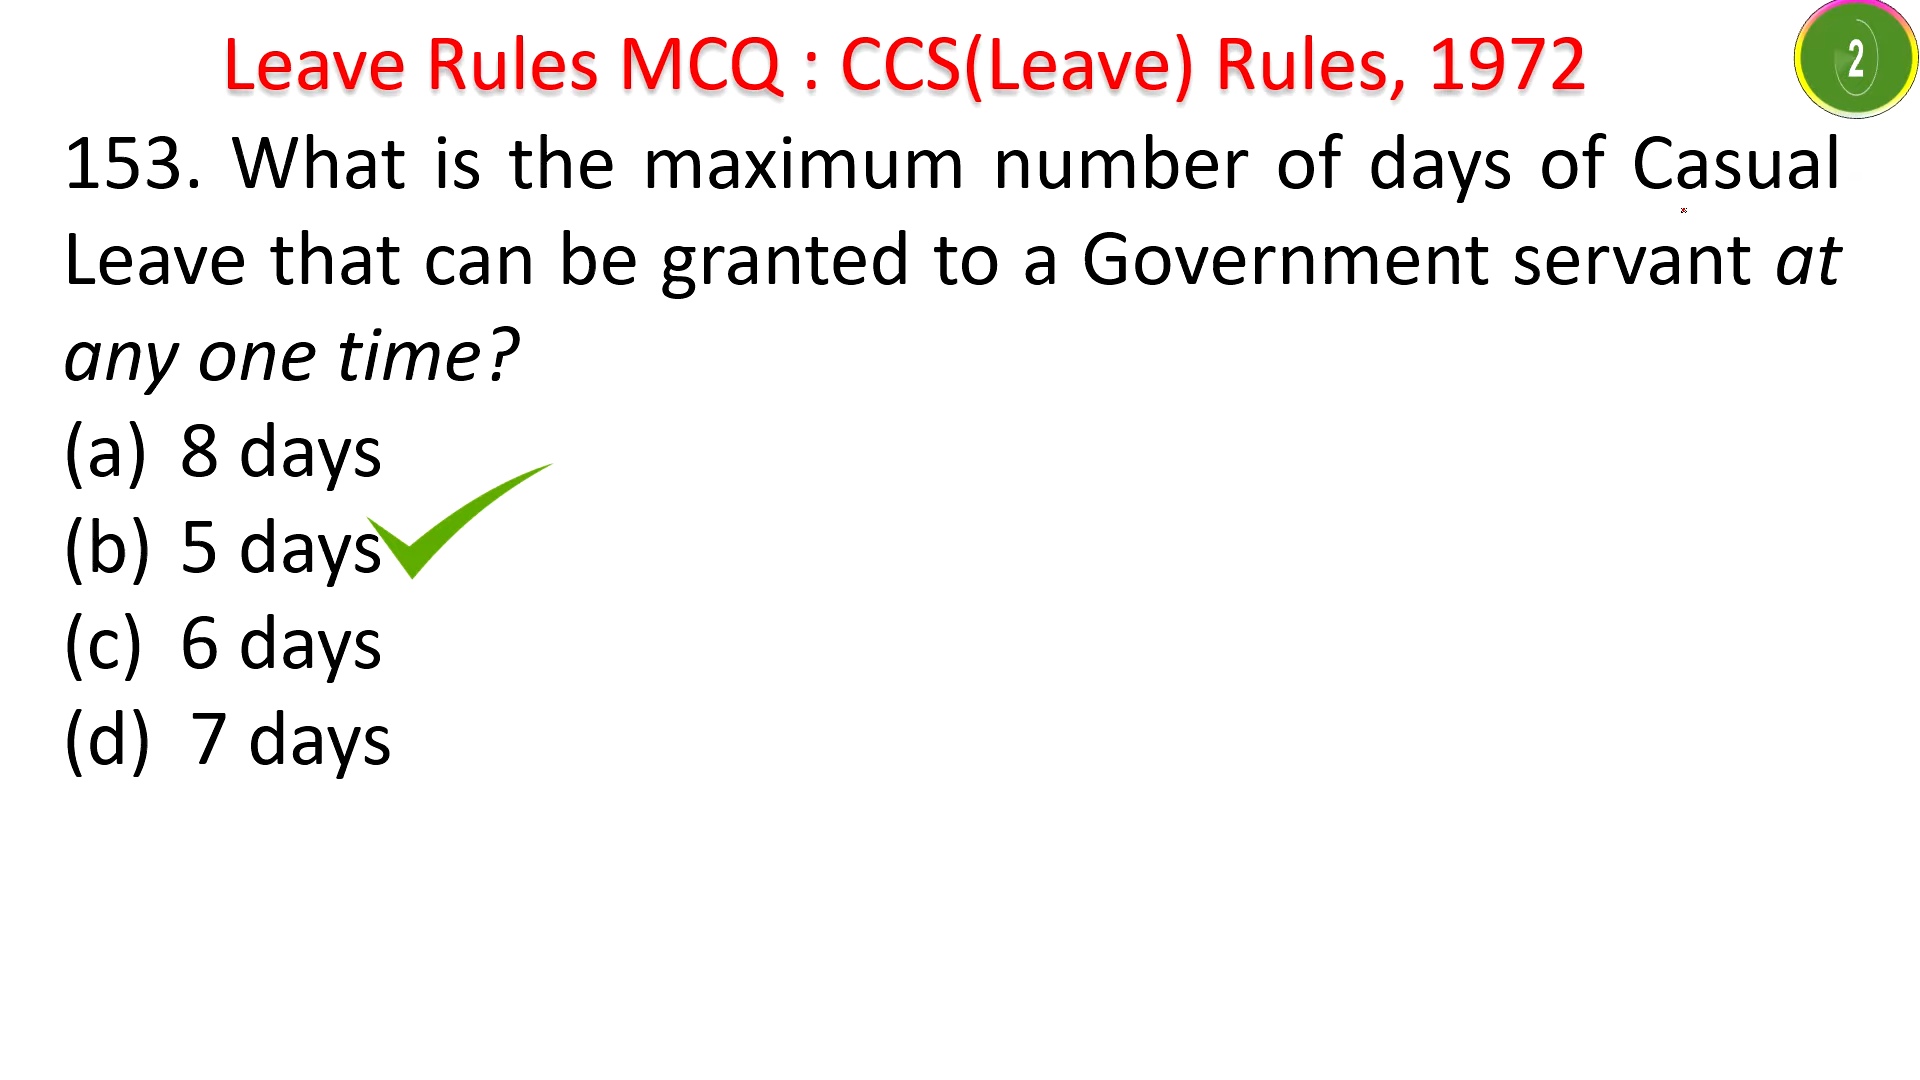 Leave Rules MCQ : CCS(Leave) Rules, 1972
2
153. What is the maximum number of days of Casual
Leave that can be granted to a Government servant at
any one time?
(a) 8 days
(b) 5 days
(c) 6 days
(d) 7 days